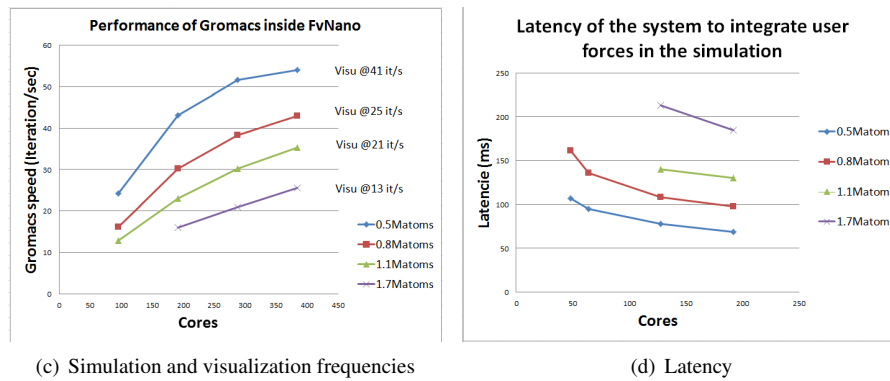 Performance of Gromacs inside FvNano
Gromacs speed (Iteration/sec)
60
50
40
30
20
10
0
0 50 100 150 200 250 300 350 400 450
Cores
Visu @41 it/s
Visu @25 it/s
Visu @21 it/s
Visu @13 it/s
0.5Matoms
0.8Matoms
1.1Matoms
1.7Matoms
(c) Simulation and visualization frequencies
Latency of the system to integrate user
forces in the simulation
Latencie (ms)
250
200
150
100
50
0
0 50 100 150 200 250
Cores
0.5Matom
0.8Matom
1.1Matom
1.7Matom
(d) Latency